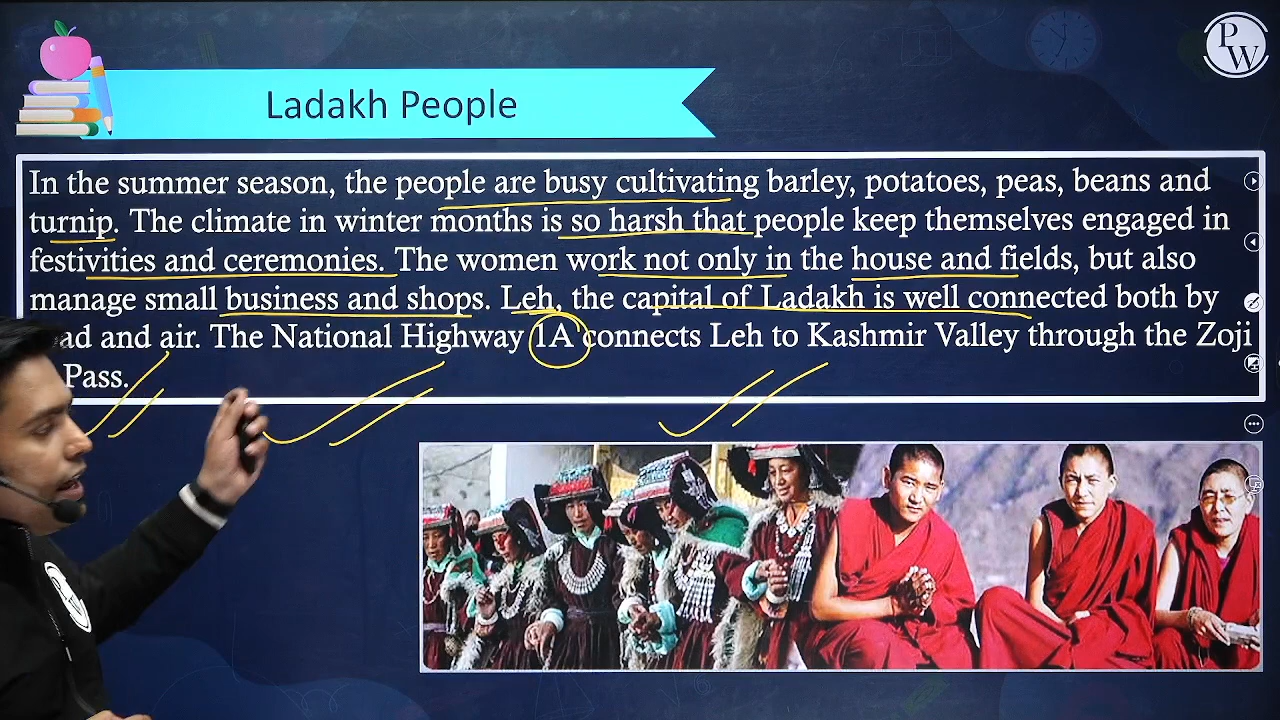 PW
Ladakh People
In the summer season, the people are busy cultivating barley, potatoes, peas, beans and
turnip. The climate in winter months is so harsh that people keep themselves engaged in
festivities and ceremonies. The women work not only in the house and fields, but also
manage small business and shops. Leh, the capital of Ladakh is well connected both by
and air. The National Highway 1A connects Leh to Kashmir Valley through the Zoji
Pass.